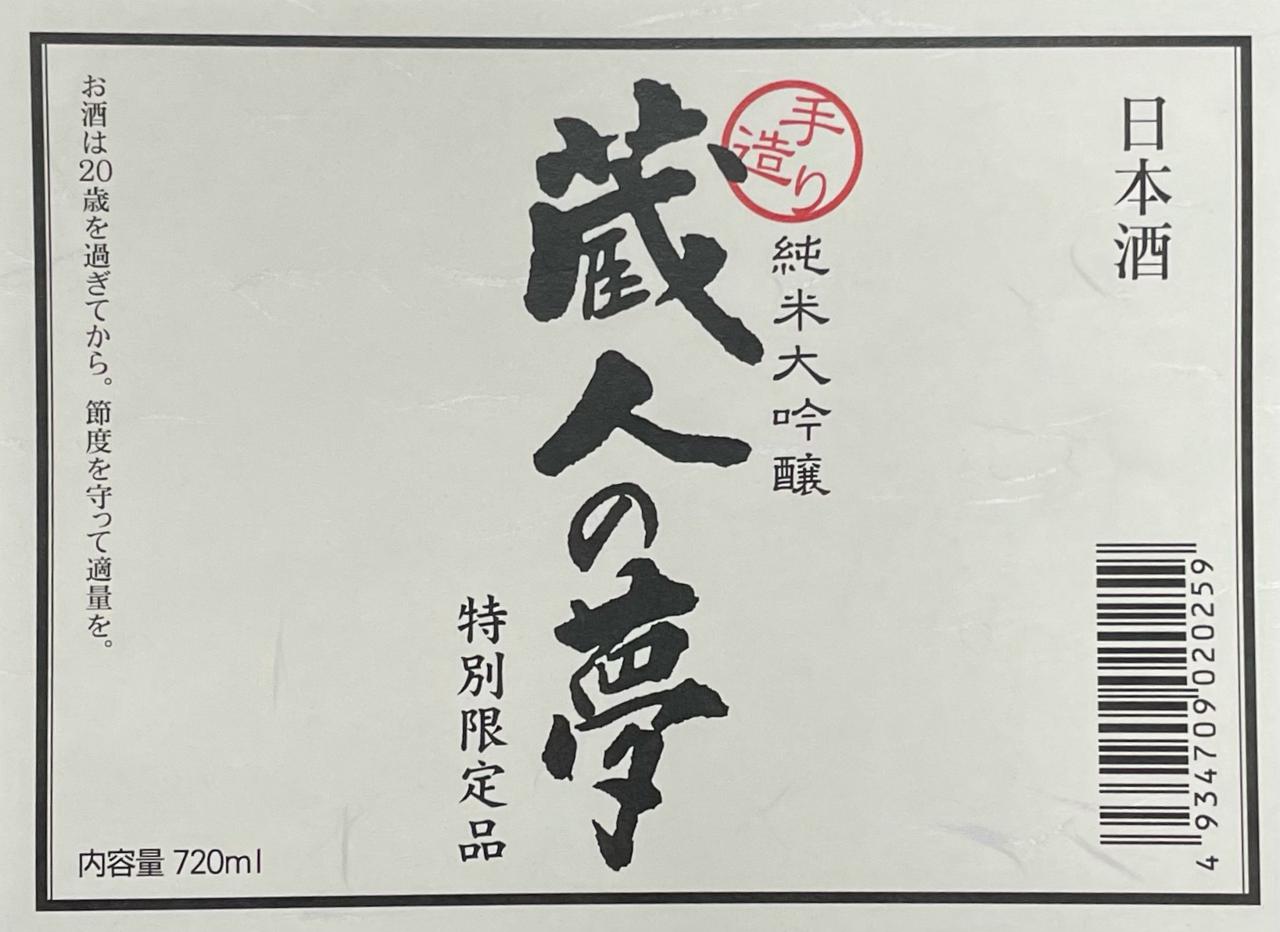 日本酒
手造り
純米大吟醸
蔵人の夢
特別限定品
お酒は20歳を過ぎてから。節度を守って適量を。
内容量 720ml
4934709020259